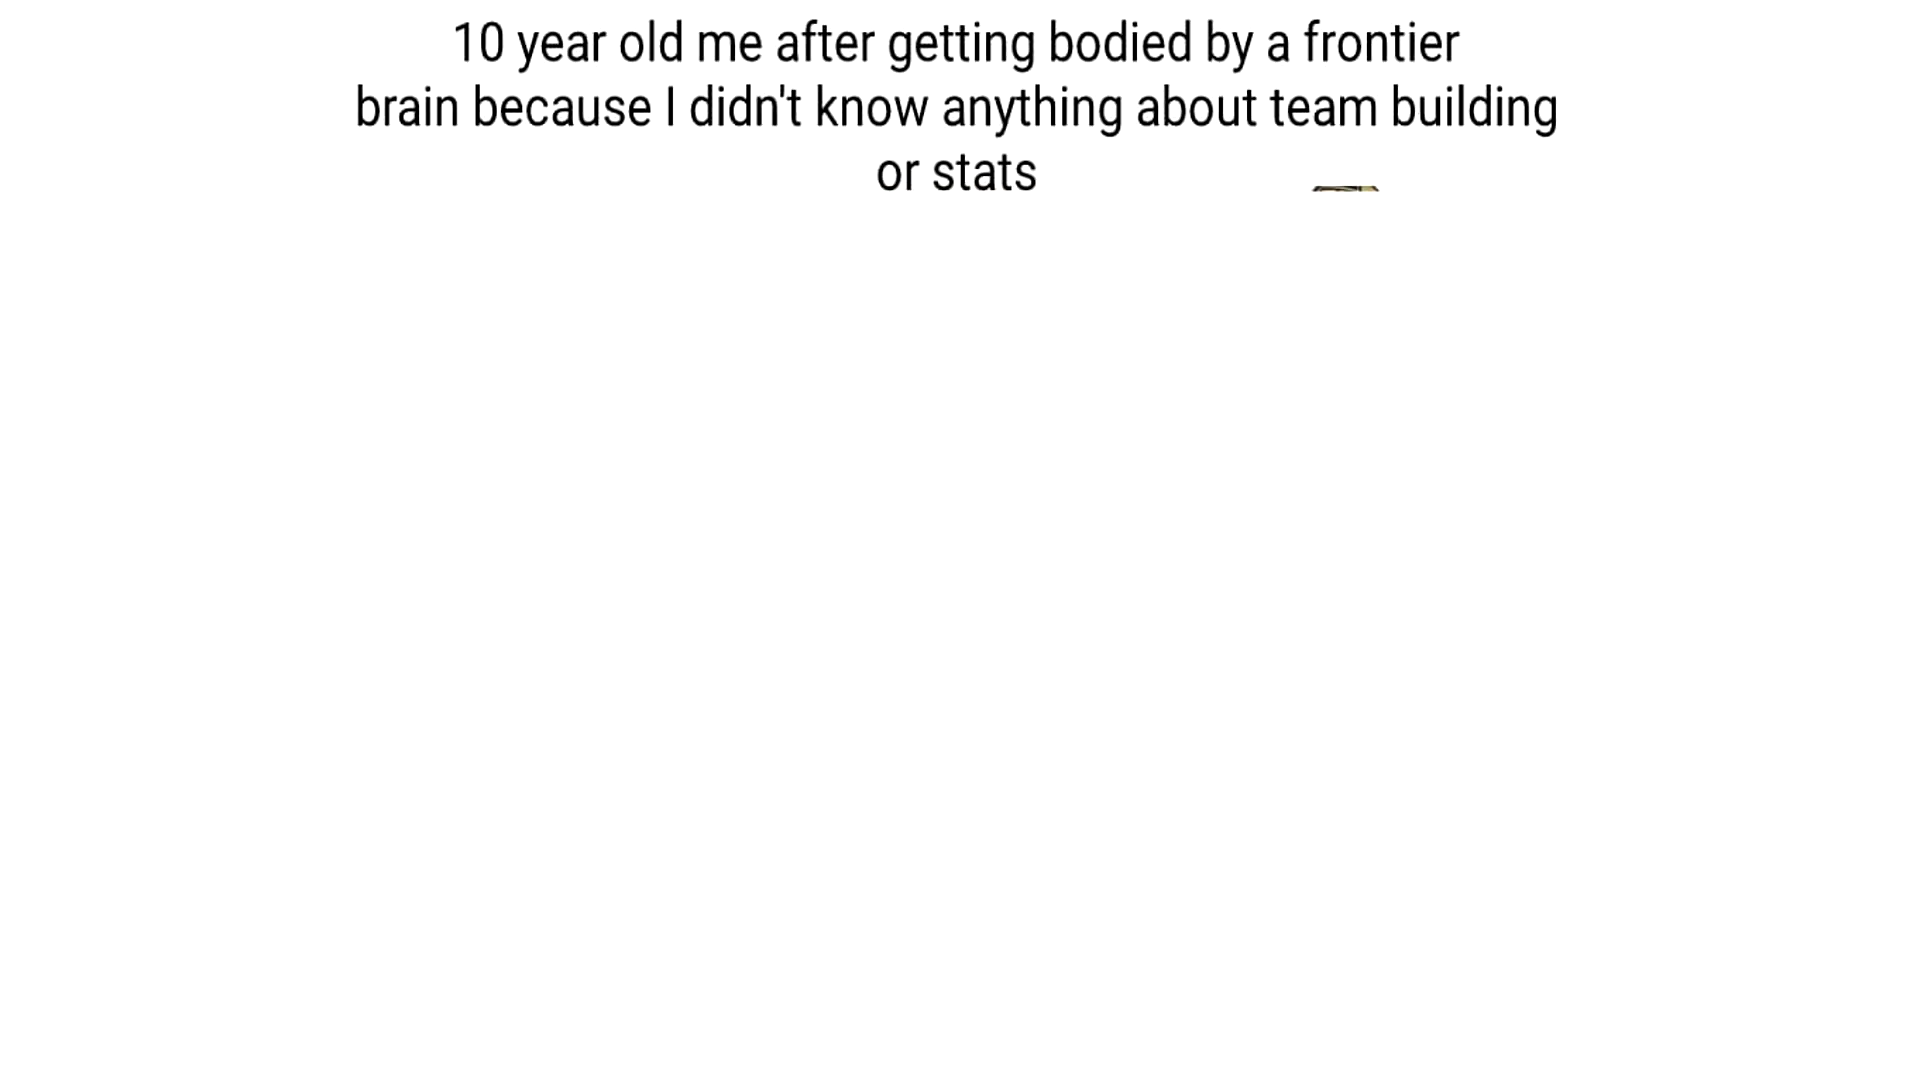 10 year old me after getting bodied by a frontier
brain because I didn't know anything about team building
or stats